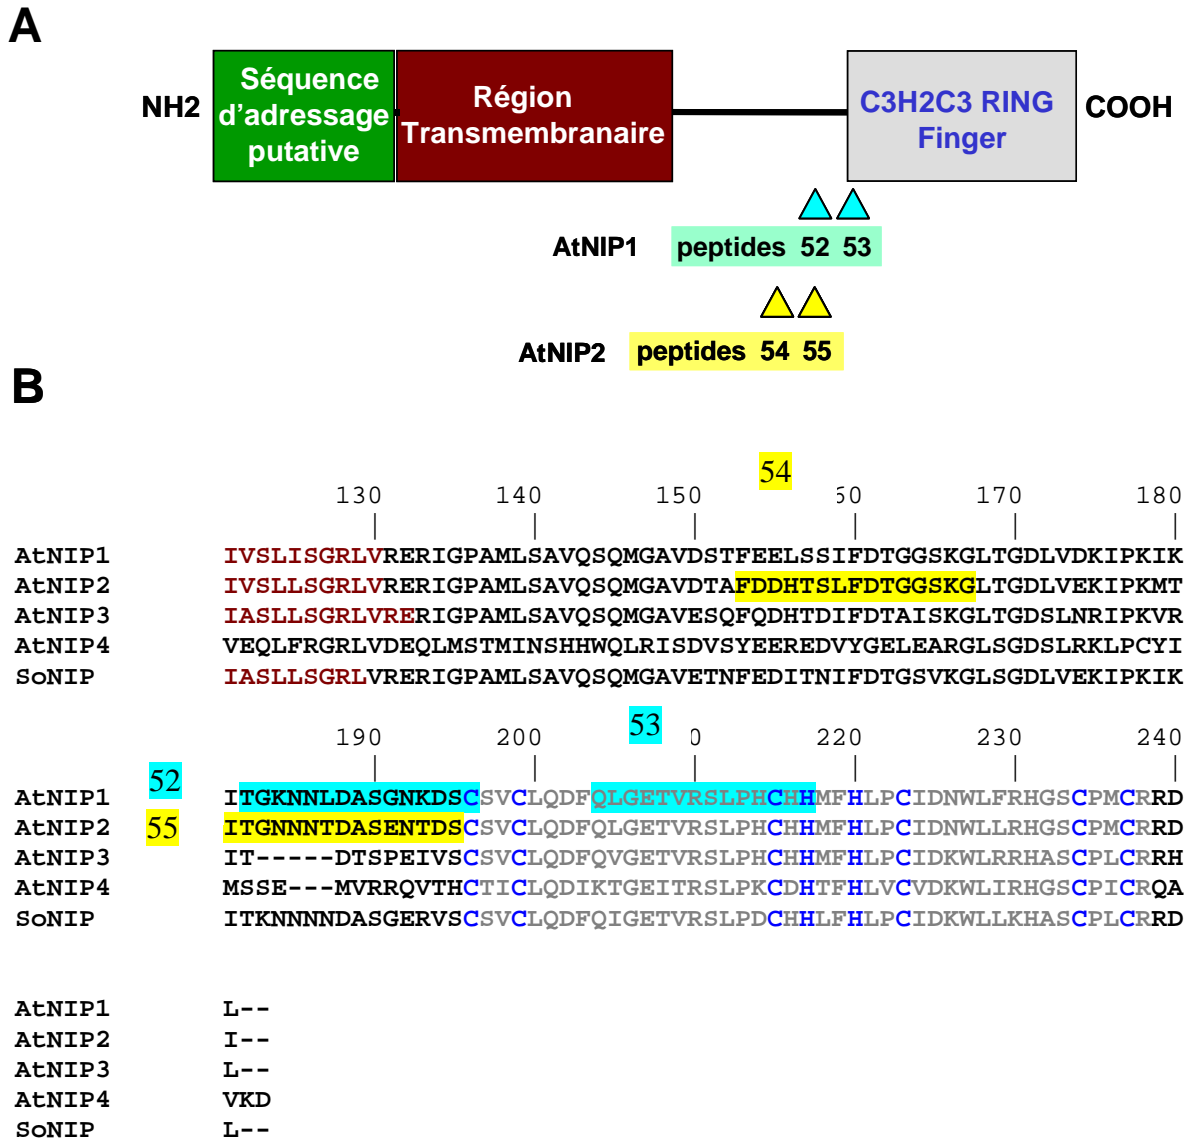 A
NH2
Séquence
d'adressage
putative
Région
Transmembranaire
C3H2C3 RING
Finger
COOH
AtNIP1 peptides 52 53
AtNIP2 peptides 54 55
B
54
130 140 150 60 170 180
AtNIP1 IVSLISGRLVRERIGPAMLSAVQSQMGAVDSTFEELSSIFDTGGSKGLTGDLVDKIPKIK
AtNIP2 IVSLLSGRLVRERIGPAMLSAVQSQMGAVDTAFDDHTSLFDTGGSKGLTGDLVEKIPKMT
AtNIP3 IASLLSGRLVRERIGPAMLSAVQSQMGAVESQFQDHTDIFDTAISKGLTGDSLNRIPKVR
AtNIP4 VEQLFRGRLVDEQLMSTMINSHHWQLRISDVSYEEREDVYGELEARGLSGDSLRKLPCYI
SoNIP IASLLSGRLVRERIGPAMLSAVQSQMGAVETNFEDITNIFDTGSVKGLSGDLVEKIPKIK
53
190 200 0 220 230 240
52
AtNIP1 ITGKNNLDASGNKDSCSVCLQDFQLGETVRSLPHCHHMFHLPCIDNWLFRHGSCPMCRRD
AtNIP2 55 ITGNNNTDASENTDSCSVCLQDFQLGETVRSLPHCHHMFHLPCIDNWLLRHGSCPMCRRD
AtNIP3 IT-----DTSPEIVSCSVCLQDFQVGETVRSLPHCHHMFHLPCIDKWLRRHASCPLCRRH
AtNIP4 MSSE---MVRRQVTHCTICLQDIKTGEITRSLPKCDHTFHLVCVDKWLIRHGSCPICRQA
SoNIP ITKNNNNDASGERVSCSVCLQDFQIGETVRSLPDCHHLFHLPCIDKWLLKHASCPLCRRD
AtNIP1 L--
AtNIP2 I--
AtNIP3 L--
AtNIP4 VKD
SoNIP L--